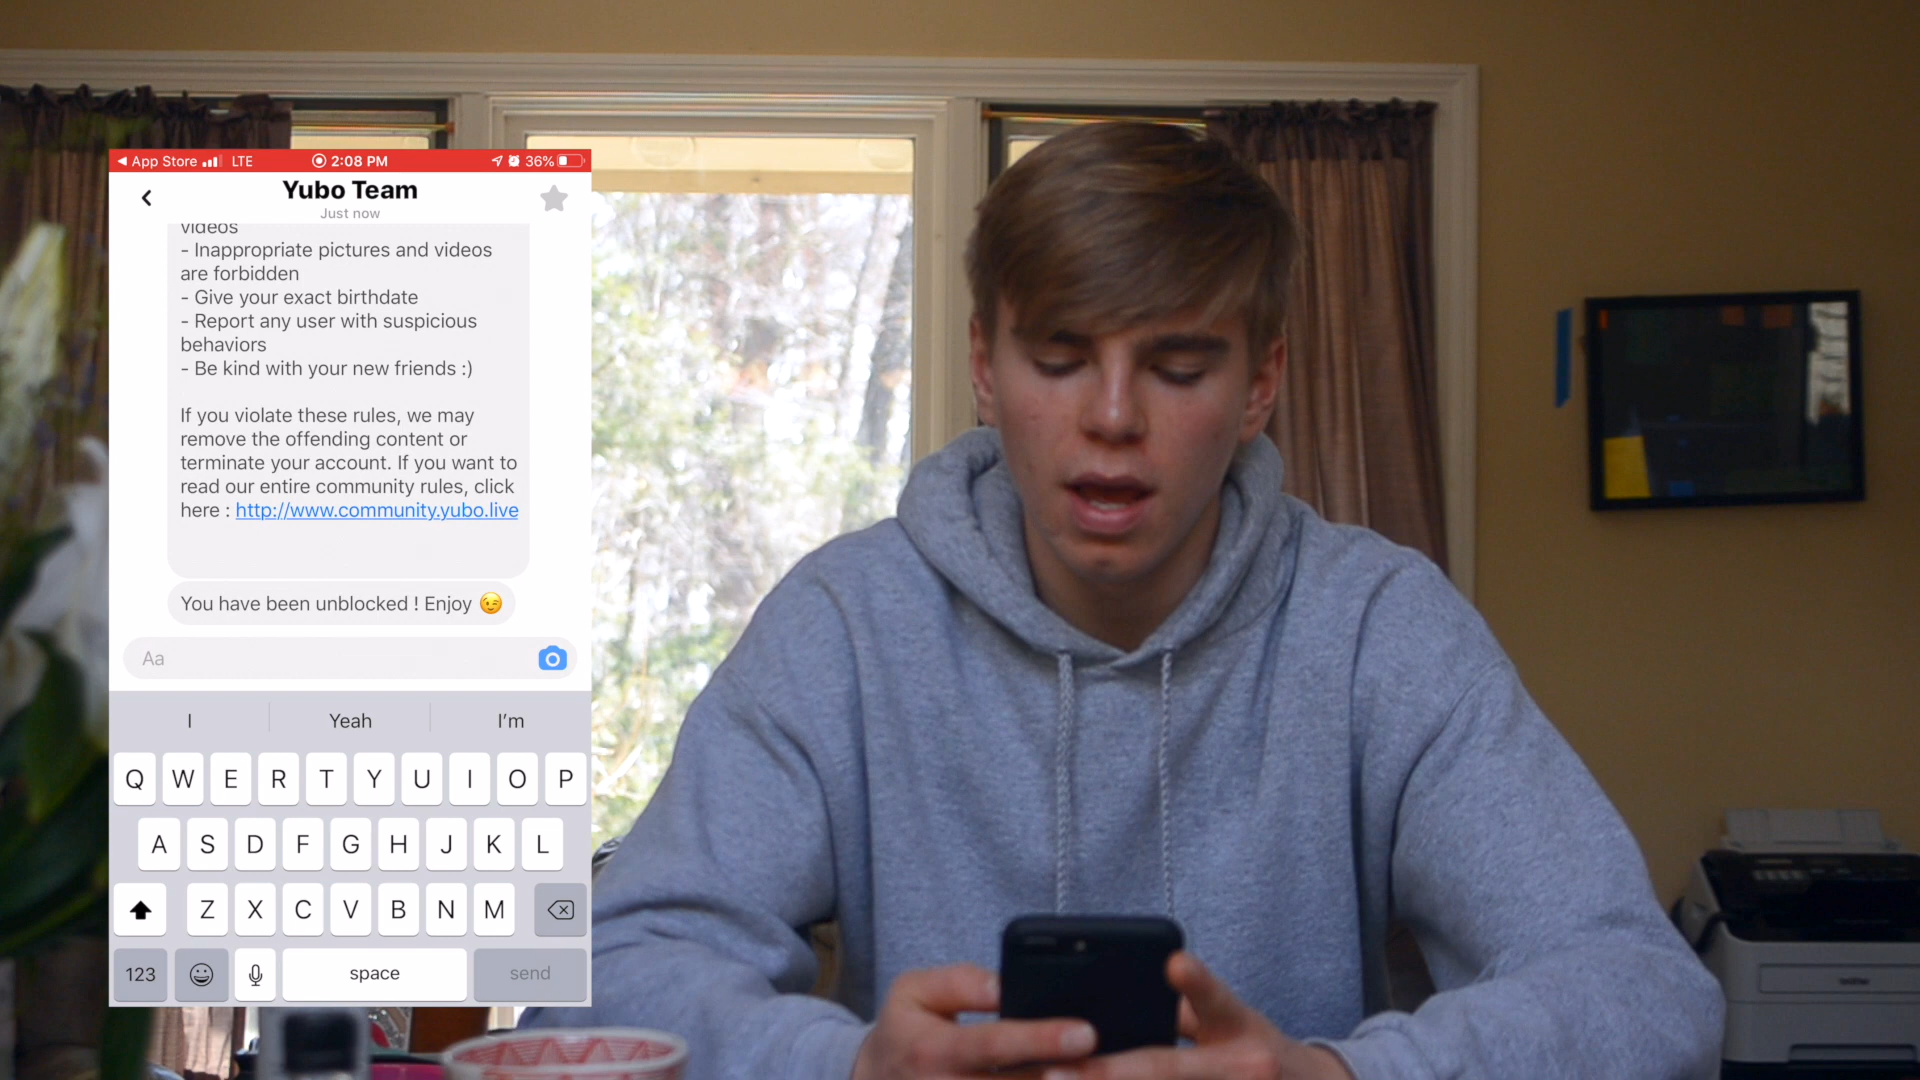 App Store LTE 2:08 PM 36%
Yubo Team
Just now
videos
- Inappropriate pictures and videos
are forbidden
- Give your exact birthdate
- Report any user with suspicious
behaviors
- Be kind with your new friends :)
If you violate these rules, we may
remove the offending content or
terminate your account. If you want to
read our entire community rules, click
here : http://www.community.yubo.live
You have been unblocked ! Enjoy 😉
Aa
I Yeah I'm
Q W E R T Y U I O P
A S D F G H J K L
Z X C V B N M
123 space send
brother